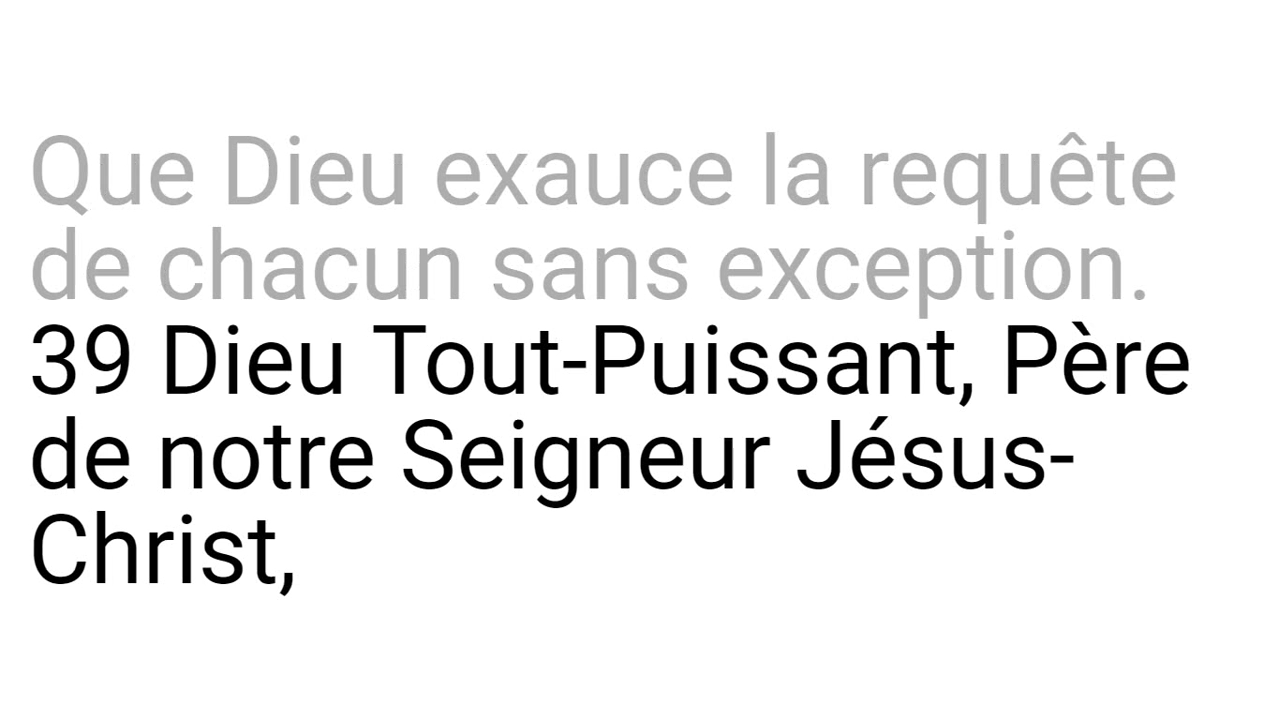 Que Dieu exauce la requête
de chacun sans exception.
39 Dieu Tout-Puissant, Père
de notre Seigneur Jésus-
Christ,